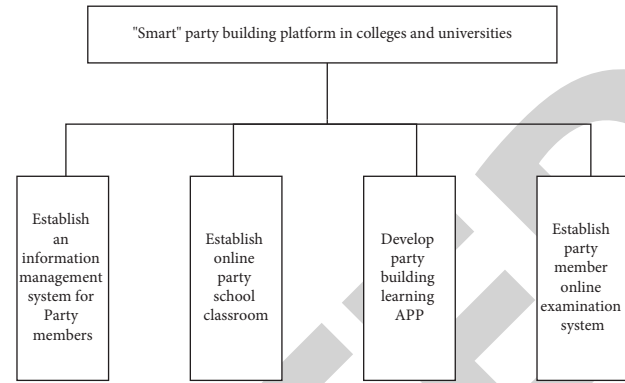 "Smart" party building platform in colleges and universities
Establish
an
information
management
system for
Party
members
Establish
online
party
school
classroom
Develop
party
building
learning
APP
Establish
party
member
online
examination
system